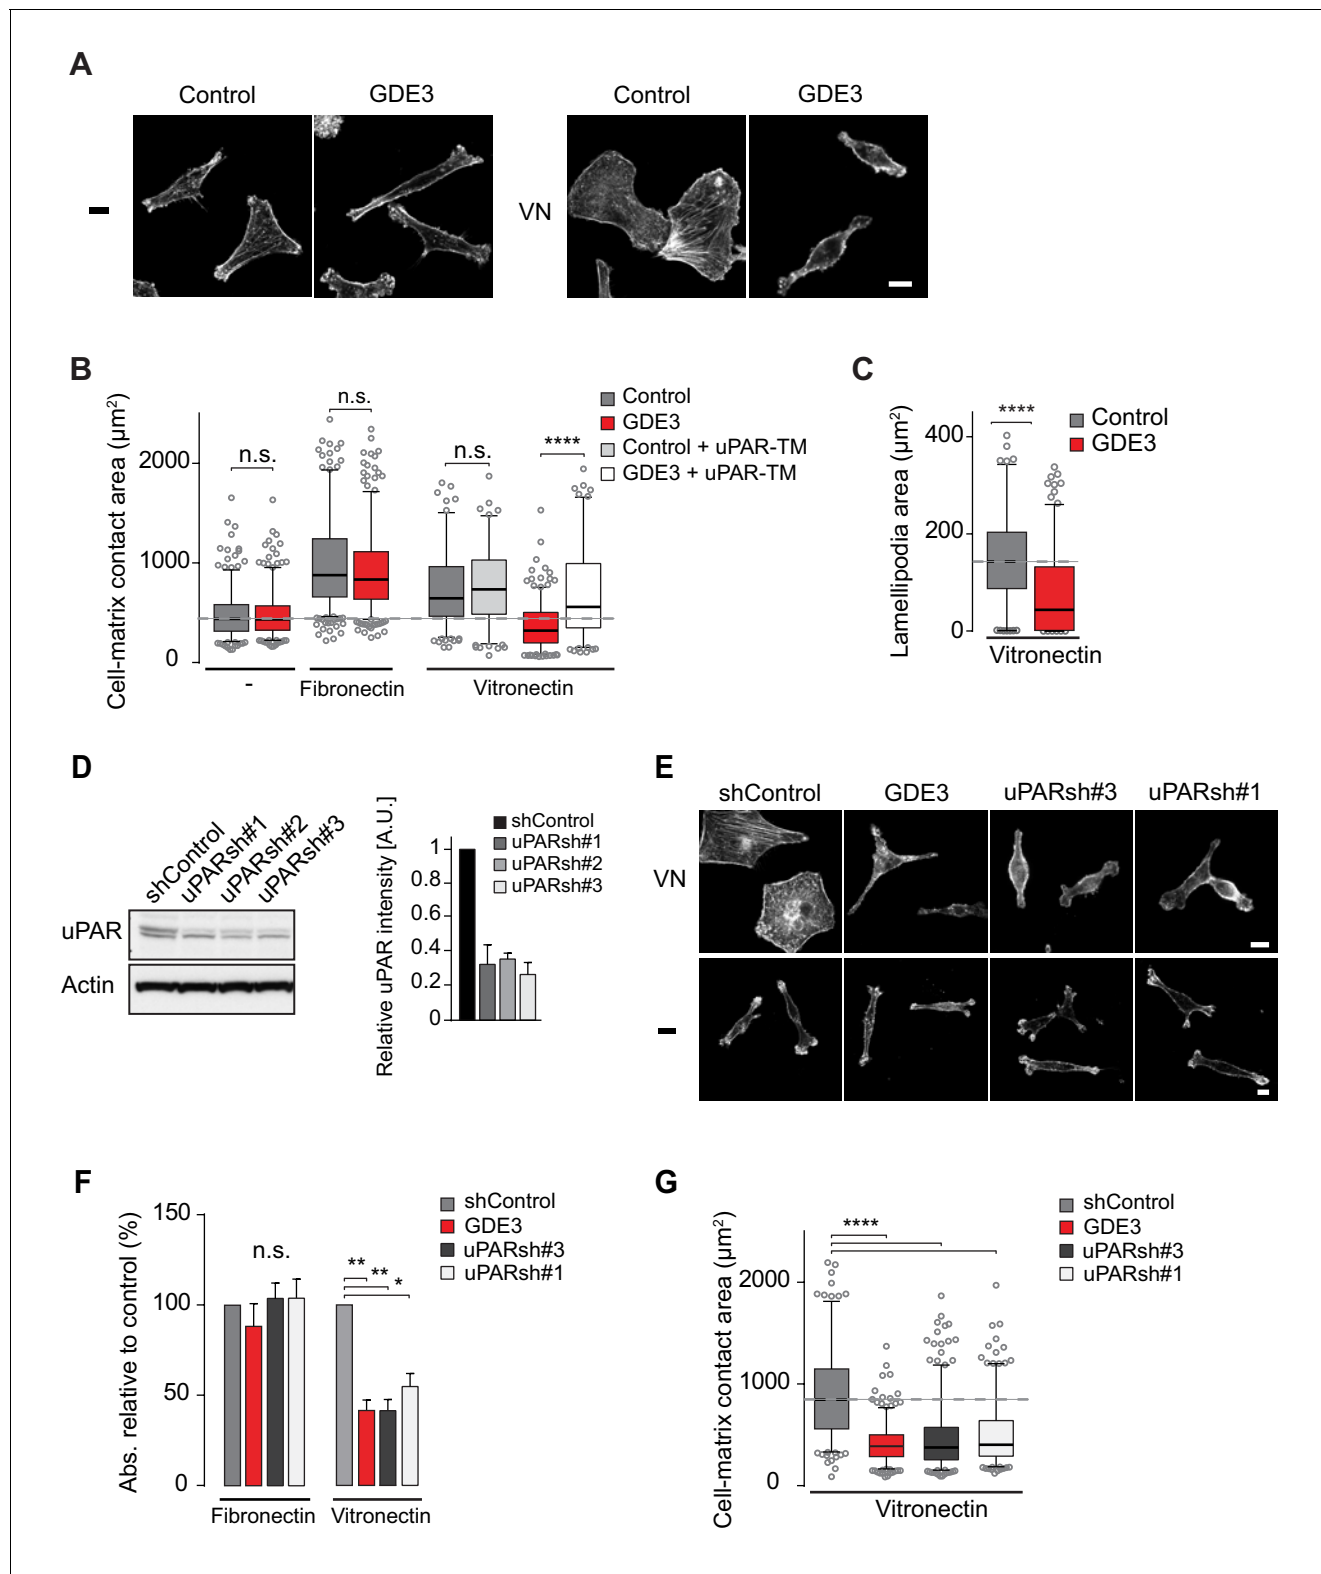 A
Control GDE3 Control GDE3
– VN
B
Cell-matrix contact area (µm²)
2000
1000
0
n.s. n.s. n.s. ****
Control
GDE3
Control + uPAR-TM
GDE3 + uPAR-TM
- Fibronectin Vitronectin
C
Lamellipodia area (µm²)
400
200
0
****
Control
GDE3
Vitronectin
D
shControl
uPARsh#1
uPARsh#2
uPARsh#3
uPAR
Actin
Relative uPAR intensity [A.U.]
1
0.8
0.6
0.4
0.2
0
shControl
uPARsh#1
uPARsh#2
uPARsh#3
E
shControl GDE3 uPARsh#3 uPARsh#1
VN
–
F
Abs. relative to control (%)
150
100
50
0
n.s. ** ** *
shControl
GDE3
uPARsh#3
uPARsh#1
Fibronectin Vitronectin
G
Cell-matrix contact area (µm²)
2000
1000
0
****
shControl
GDE3
uPARsh#3
uPARsh#1
Vitronectin